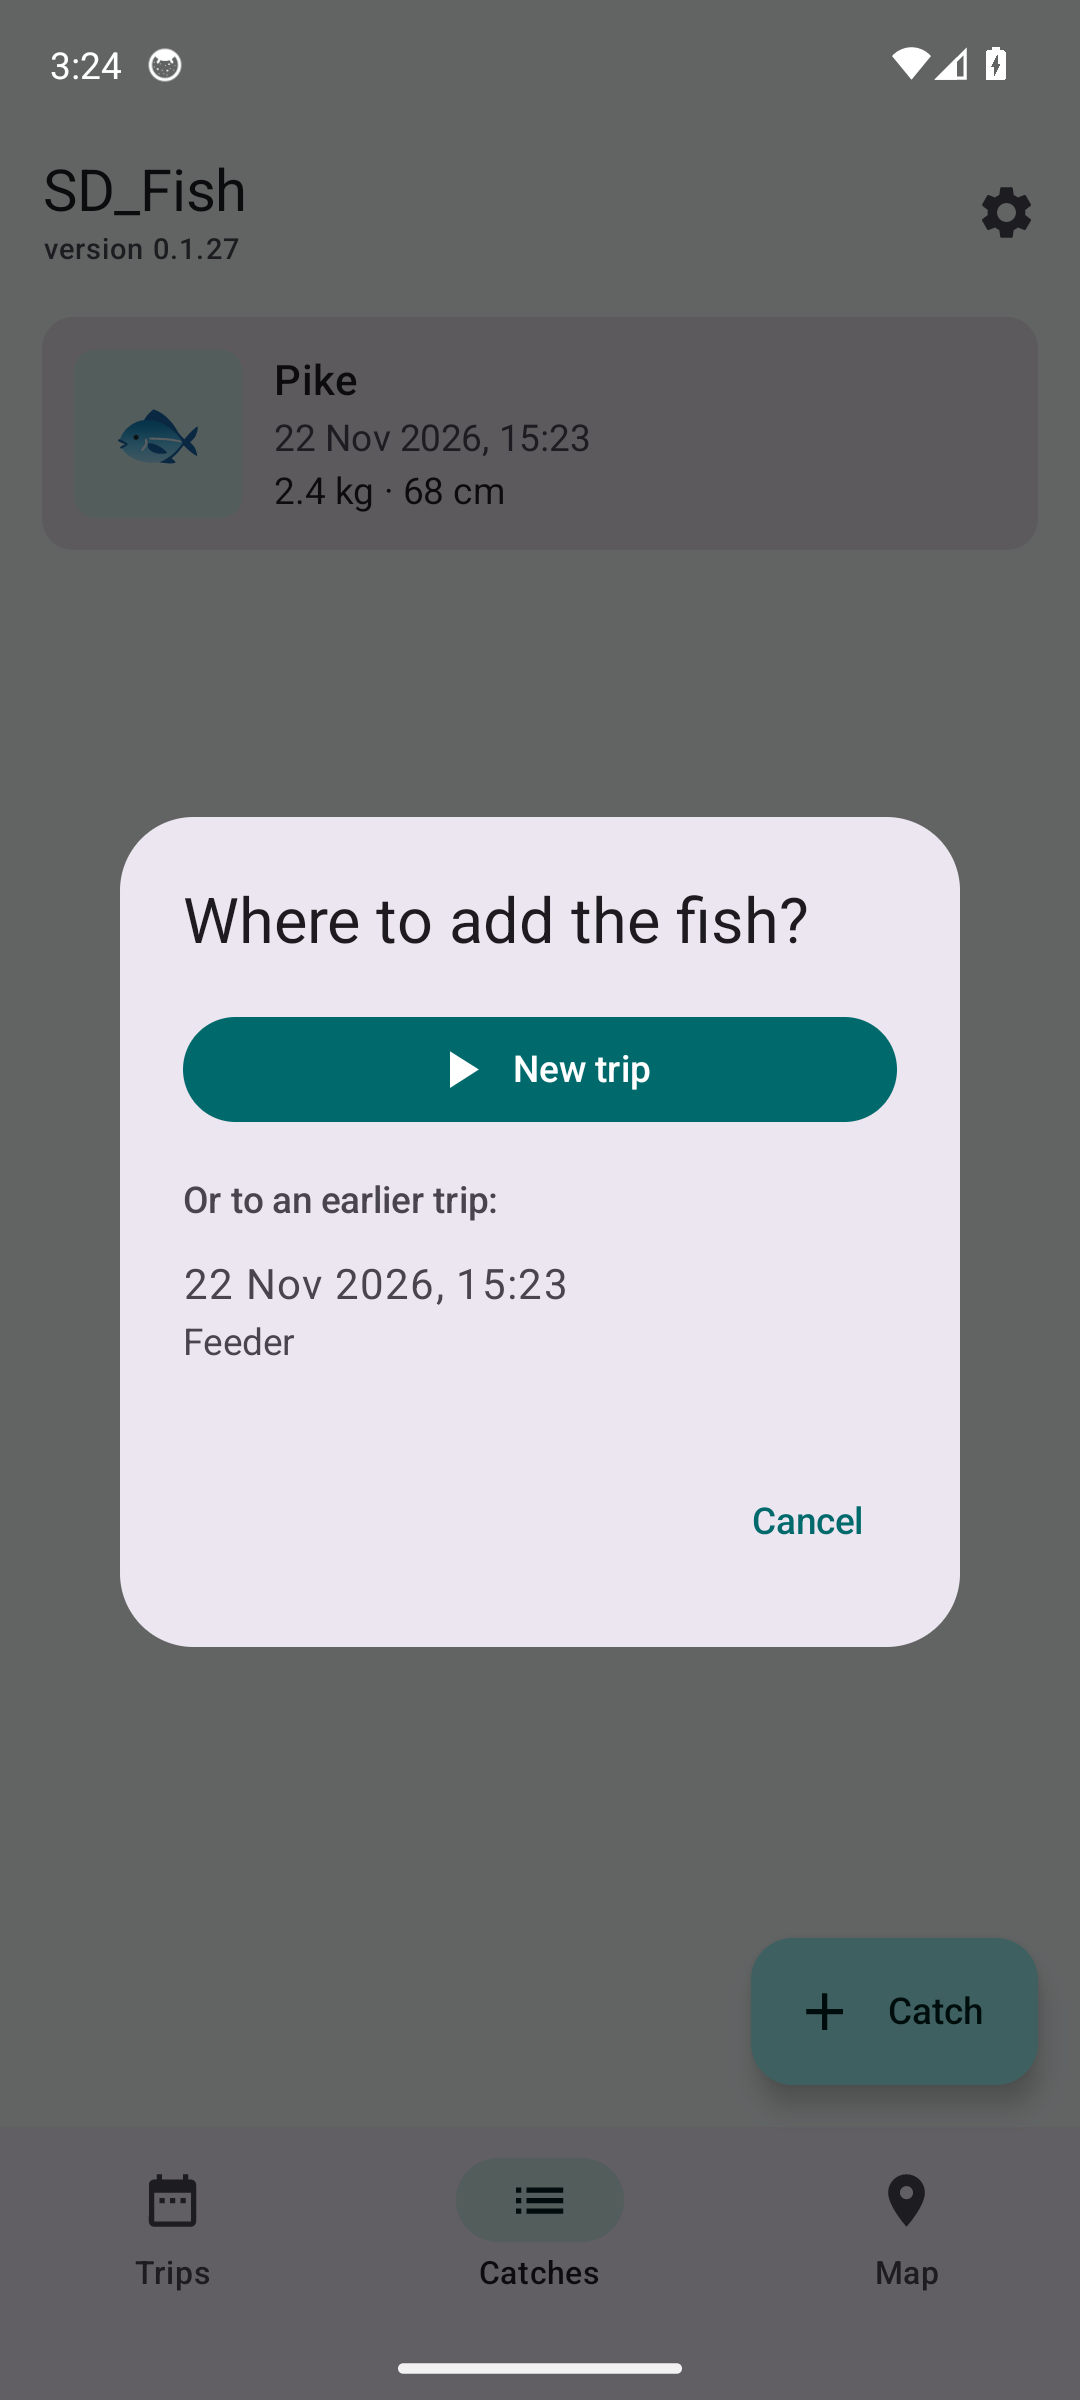 3:24
SD_Fish
version 0.1.27
Pike
22 Nov 2026, 15:23
2.4 kg · 68 cm
Where to add the fish?
New trip
Or to an earlier trip:
22 Nov 2026, 15:23
Feeder
Cancel
Catch
Trips
Catches
Map